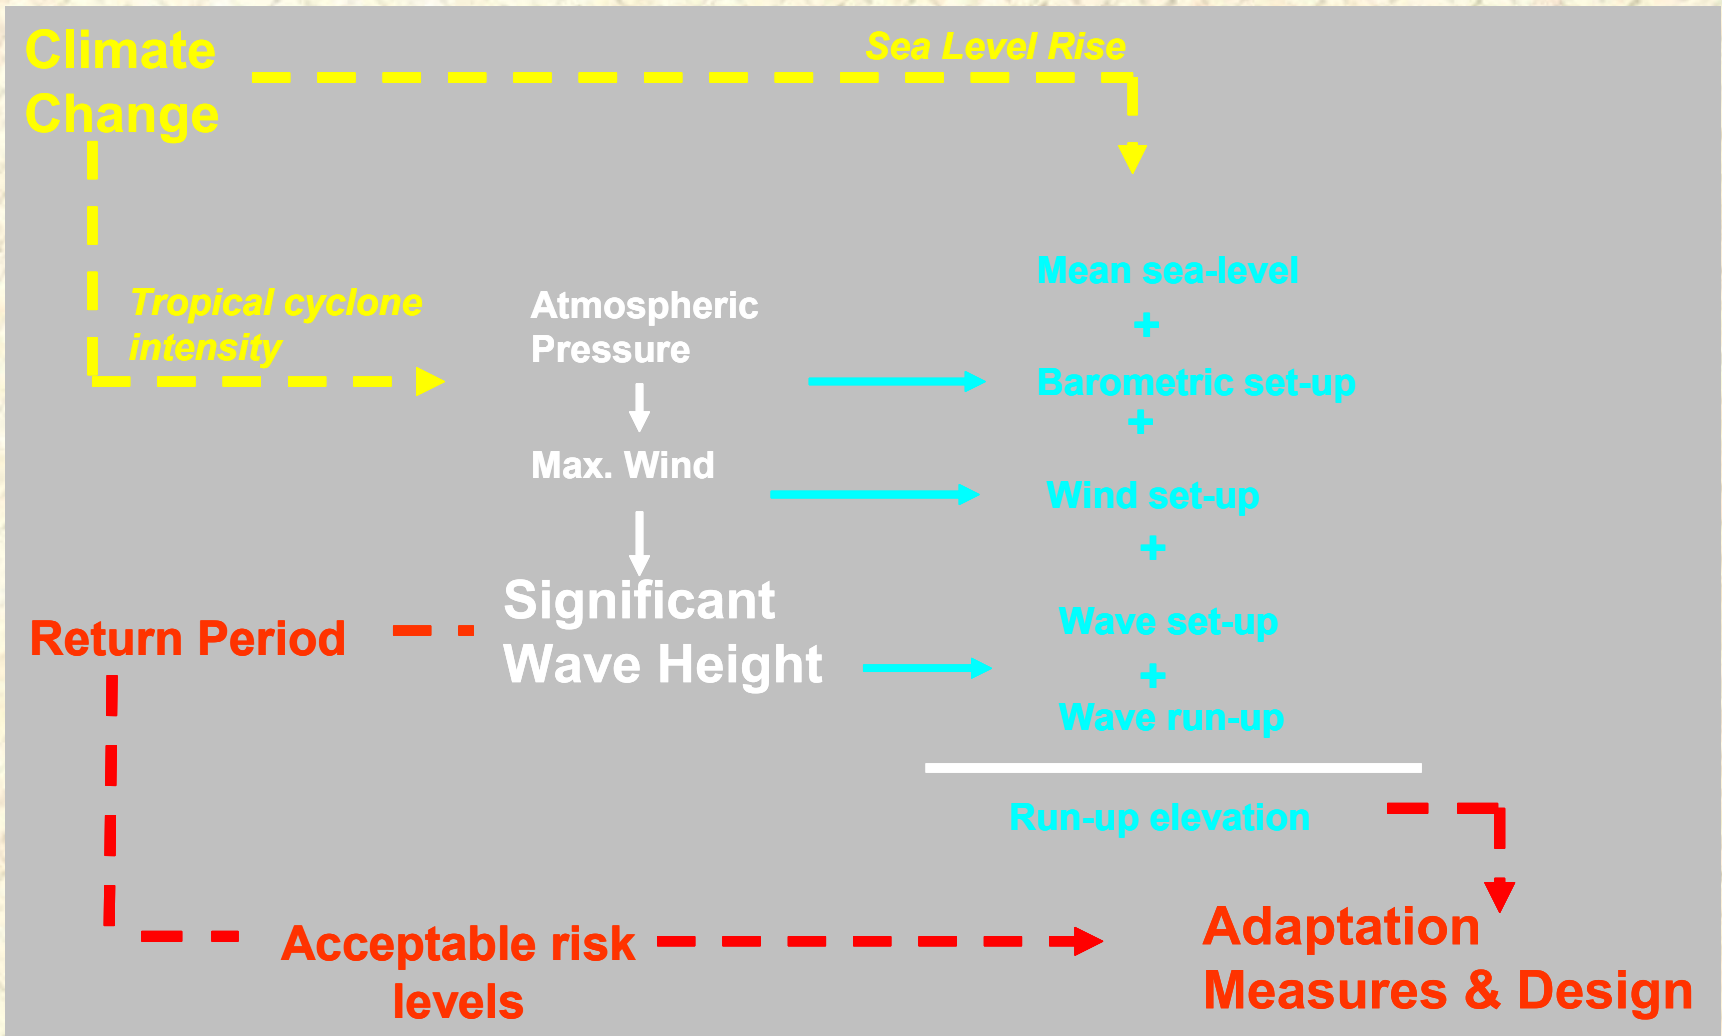 Climate
Change
Sea Level Rise
Tropical cyclone
intensity
Atmospheric
Pressure
Max. Wind
Significant
Wave Height
Mean sea-level
+
Barometric set-up
+
Wind set-up
+
Wave set-up
+
Wave run-up
Run-up elevation
Return Period
Acceptable risk
levels
Adaptation
Measures & Design